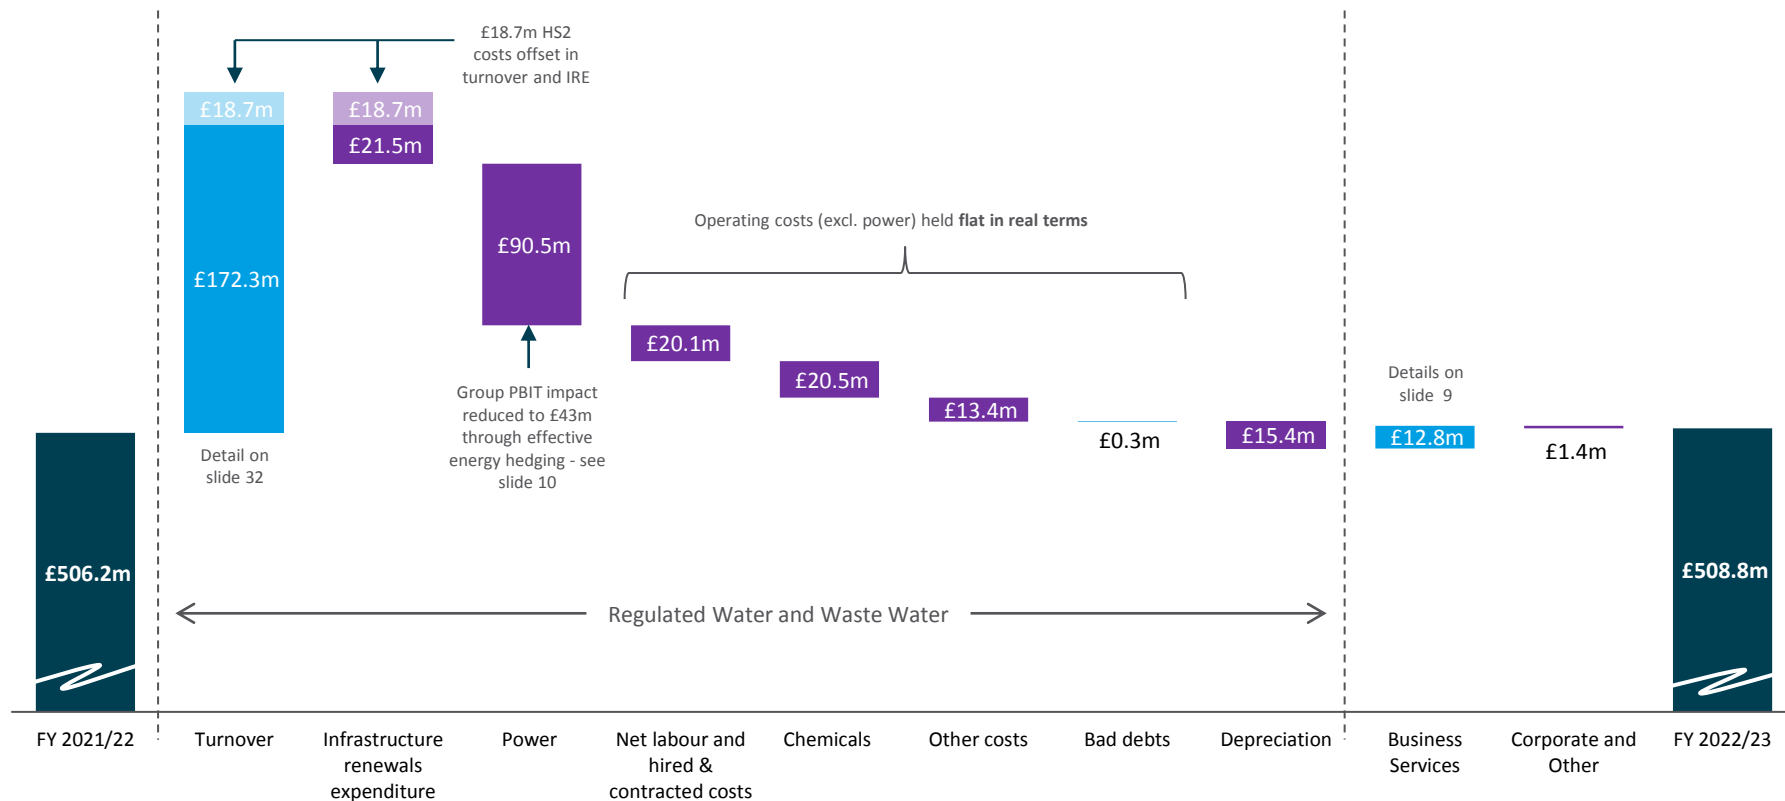 £18.7m HS2
costs offset in
turnover and IRE
£18.7m
£18.7m
£21.5m
£172.3m
£90.5m
Operating costs (excl. power) held flat in real terms
£20.1m
£20.5m
£13.4m
£0.3m
£15.4m
Details on
slide 9
£12.8m
£1.4m
Group PBIT impact
reduced to £43m
through effective
energy hedging - see
slide 10
Detail on
slide 32
£506.2m
£508.8m
Regulated Water and Waste Water
FY 2021/22
Turnover
Infrastructure
renewals
expenditure
Power
Net labour and
hired &
contracted costs
Chemicals
Other costs
Bad debts
Depreciation
Business
Services
Corporate and
Other
FY 2022/23